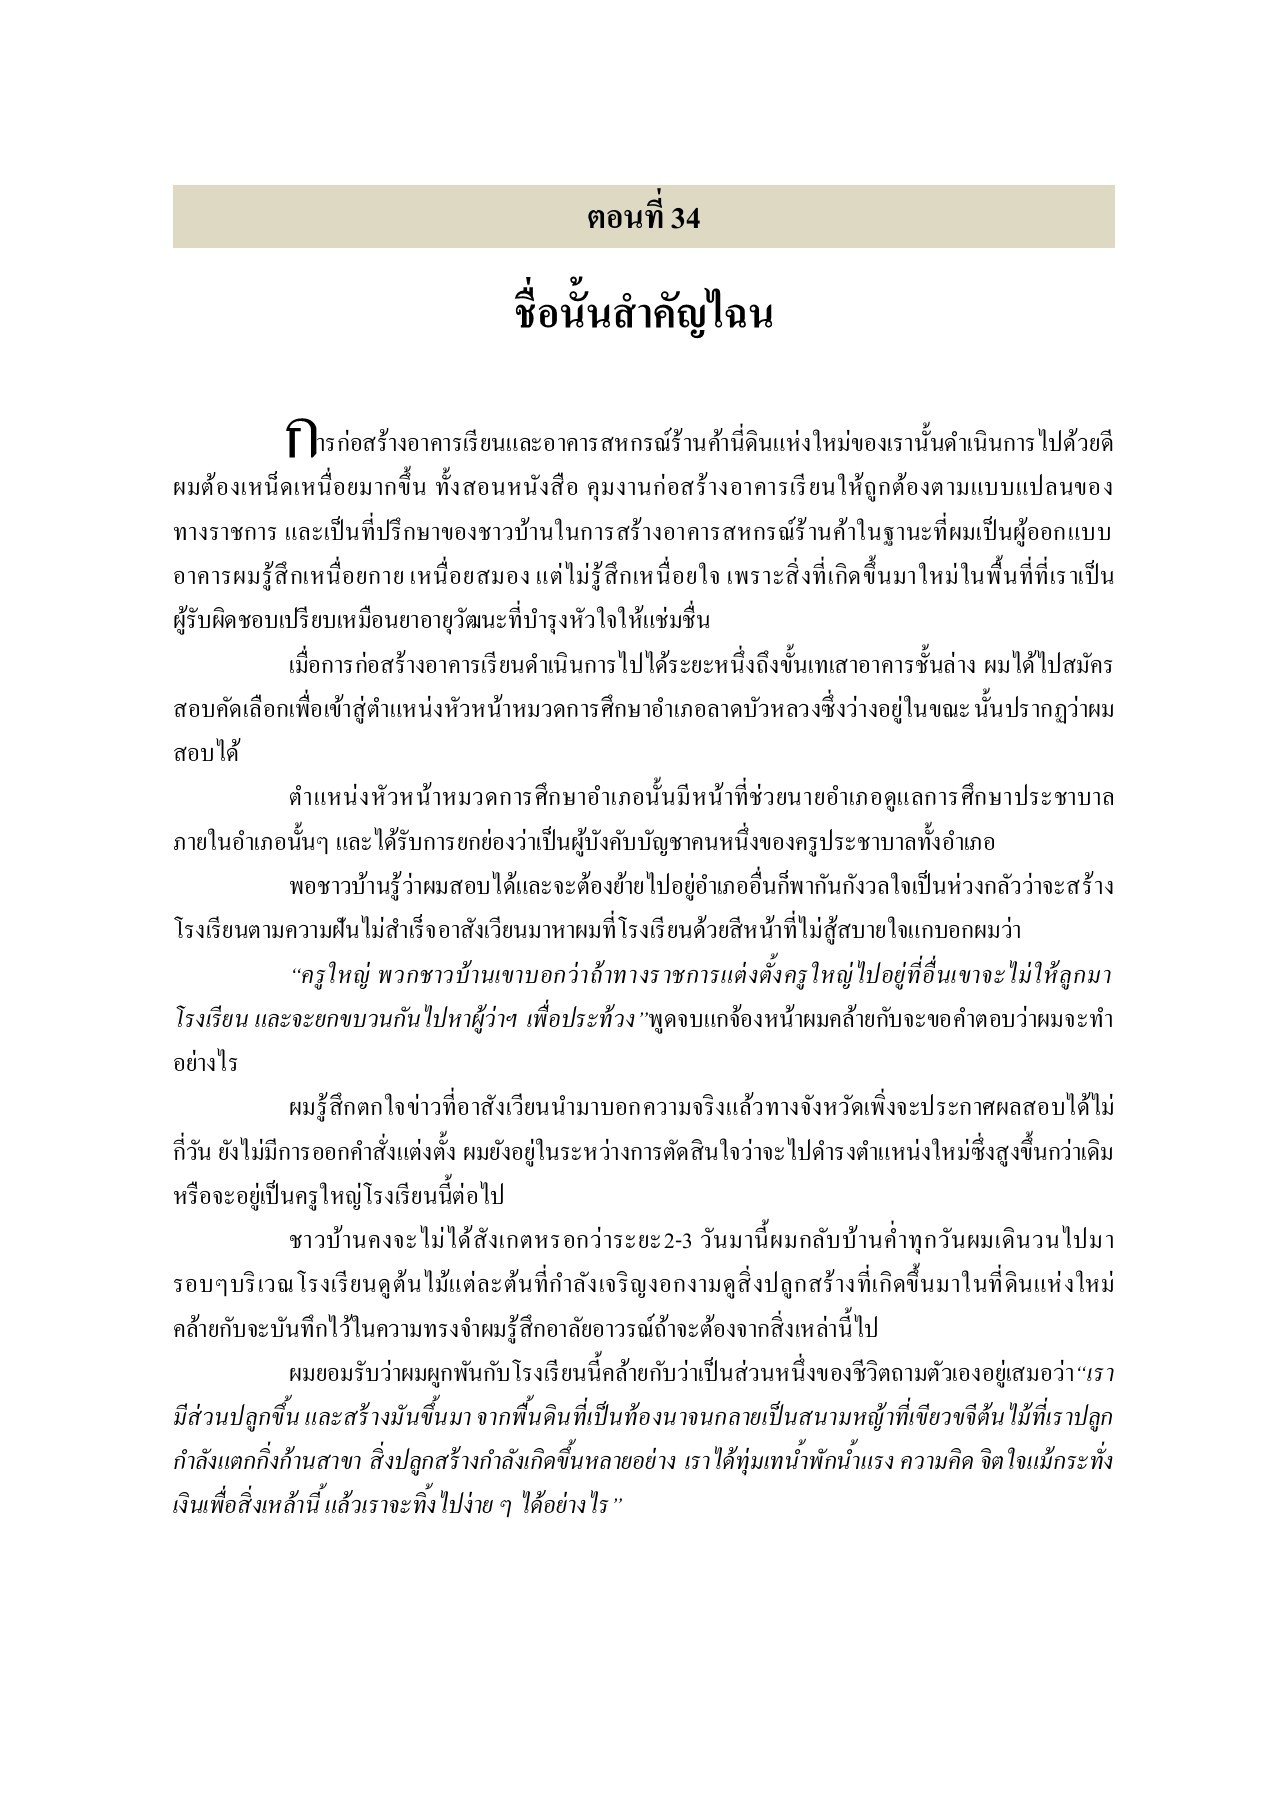 ตอนที่ 34
ชื่อนั้นสำคัญไฉน
การก่อสร้างอาคารเรียนและอาคารสหกรณ์ร้านค้านี่ดินแห่งใหม่ของเรานั้นดำเนินการไปด้วยดี
ผมต้องเหน็ดเหนื่อยมากขึ้น ทั้งสอนหนังสือ คุมงานก่อสร้างอาคารเรียนให้ถูกต้องตามแบบแปลนของ
ทางราชการ และเป็นที่ปรึกษาของชาวบ้านในการสร้างอาคารสหกรณ์ร้านค้าในฐานะที่ผมเป็นผู้ออกแบบ
อาคารผมรู้สึกเหนื่อยกาย เหนื่อยสมอง แต่ไม่รู้สึกเหนื่อยใจ เพราะสิ่งที่เกิดขึ้นมาใหม่ในพื้นที่ที่เราเป็น
ผู้รับผิดชอบเปรียบเหมือนยาอายุวัฒนะที่บำรุงหัวใจให้แช่มชื่น
เมื่อการก่อสร้างอาคารเรียนดำเนินการไปได้ระยะหนึ่งถึงขั้นเทเสาอาคารชั้นล่าง ผมได้ไปสมัคร
สอบคัดเลือกเพื่อเข้าสู่ตำแหน่งหัวหน้าหมวดการศึกษาอำเภอลาดบัวหลวงซึ่งว่างอยู่ในขณะนั้นปรากฏว่าผม
สอบได้
ตำแหน่งหัวหน้าหมวดการศึกษาอำเภอนั้นมีหน้าที่ช่วยนายอำเภอดูแลการศึกษาประชาบาล
ภายในอำเภอนั้นๆ และได้รับการยกย่องว่าเป็นผู้บังคับบัญชาคนหนึ่งของครูประชาบาลทั้งอำเภอ
พอชาวบ้านรู้ว่าผมสอบได้และจะต้องย้ายไปอยู่อำเภออื่นก็พากันกังวลใจเป็นห่วงกลัวว่าจะสร้าง
โรงเรียนตามความฝันไม่สำเร็จอาสังเวียนมาหาผมที่โรงเรียนด้วยสีหน้าที่ไม่สู้สบายใจแกบอกผมว่า
“ครูใหญ่ พวกชาวบ้านเขาบอกว่าถ้าทางราชการแต่งตั้งครูใหญ่ไปอยู่ที่อื่นเขาจะไม่ให้ลูกมา
โรงเรียน และจะยกขบวนกันไปหาผู้ว่าฯ เพื่อประท้วง”พูดจบแกจ้องหน้าผมคล้ายกับจะขอคำตอบว่าผมจะทำ
อย่างไร
ผมรู้สึกตกใจข่าวที่อาสังเวียนนำมาบอกความจริงแล้วทางจังหวัดเพิ่งจะประกาศผลสอบได้ไม่
กี่วัน ยังไม่มีการออกคำสั่งแต่งตั้ง ผมยังอยู่ในระหว่างการตัดสินใจว่าจะไปดำรงตำแหน่งใหม่ซึ่งสูงขึ้นกว่าเดิม
หรือจะอยู่เป็นครูใหญ่โรงเรียนนี้ต่อไป
ชาวบ้านคงจะไม่ได้สังเกตหรอกว่าระยะ2-3 วันมานี้ผมกลับบ้านค่ำทุกวันผมเดินวนไปมา
รอบๆบริเวณโรงเรียนดูต้นไม้แต่ละต้นที่กำลังเจริญงอกงามดูสิ่งปลูกสร้างที่เกิดขึ้นมาในที่ดินแห่งใหม่
คล้ายกับจะบันทึกไว้ในความทรงจำผมรู้สึกอาลัยอาวรณ์ถ้าจะต้องจากสิ่งเหล่านี้ไป
ผมยอมรับว่าผมผูกพันกับโรงเรียนนี้คล้ายกับว่าเป็นส่วนหนึ่งของชีวิตถามตัวเองอยู่เสมอว่า“เรา
มีส่วนปลูกขึ้น และสร้างมันขึ้นมา จากพื้นดินที่เป็นท้องนาจนกลายเป็นสนามหญ้าที่เขียวขจีต้นไม้ที่เราปลูก
กำลังแตกกิ่งก้านสาขา สิ่งปลูกสร้างกำลังเกิดขึ้นหลายอย่าง เราได้ทุ่มเทน้ำพักน้ำแรง ความคิด จิตใจแม้กระทั่ง
เงินเพื่อสิ่งเหล้านี้ แล้วเราจะทิ้งไปง่าย ๆ ได้อย่างไร”